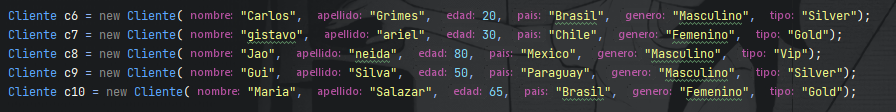 Cliente c6 = new Cliente( nombre: "Carlos", apellido: "Grimes", edad: 20, pais: "Brasil", genero: "Masculino", tipo: "Silver");
Cliente c7 = new Cliente( nombre: "gistavo", apellido: "ariel", edad: 30, pais: "Chile", genero: "Femenino", tipo: "Gold");
Cliente c8 = new Cliente( nombre: "Jao", apellido: "neida", edad: 80, pais: "Mexico", genero: "Masculino", tipo: "Vip");
Cliente c9 = new Cliente( nombre: "Gui", apellido: "Silva", edad: 50, pais: "Paraguay", genero: "Masculino", tipo: "Silver");
Cliente c10 = new Cliente( nombre: "Maria", apellido: "Salazar", edad: 65, pais: "Brasil", genero: "Femenino", tipo: "Gold");